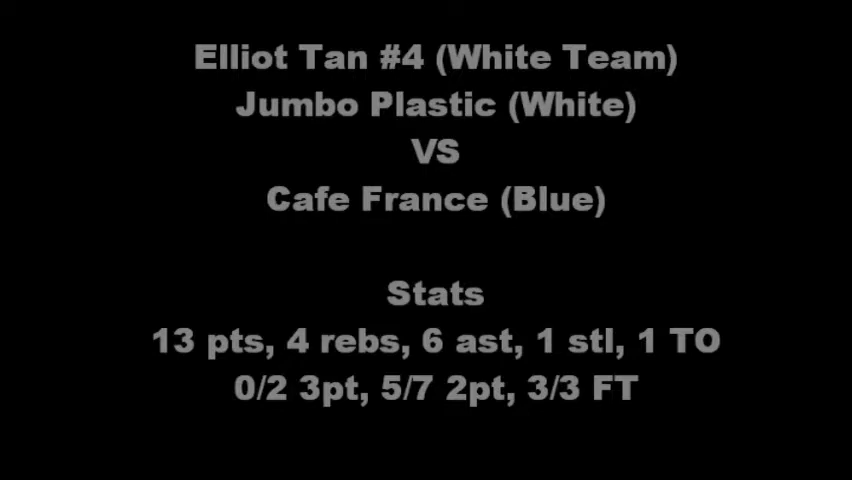 Elliot Tan #4 (White Team)
Jumbo Plastic (White)
VS
Cafe France (Blue)
Stats
13 pts, 4 rebs, 6 ast, 1 stl, 1 TO
0/2 3pt, 5/7 2pt, 3/3 FT